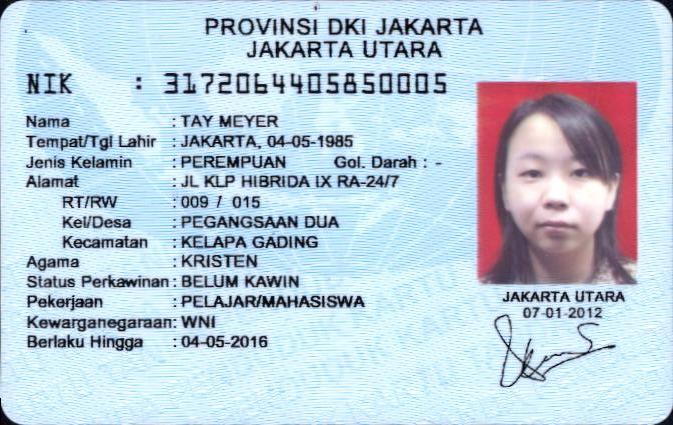 PROVINSI DKI JAKARTA
JAKARTA UTARA
NIK : 3172064405850005
Nama : TAY MEYER
Tempat/Tgl Lahir : JAKARTA, 04-05-1985
Jenis Kelamin : PEREMPUAN Gol. Darah : -
Alamat : JL KLP HIBRIDA IX RA-24/7
RT/RW : 009 / 015
Kel/Desa : PEGANGSAAN DUA
Kecamatan : KELAPA GADING
Agama : KRISTEN
Status Perkawinan: BELUM KAWIN
Pekerjaan : PELAJAR/MAHASISWA
Kewarganegaraan: WNI
Berlaku Hingga : 04-05-2016
JAKARTA UTARA
07-01-2012